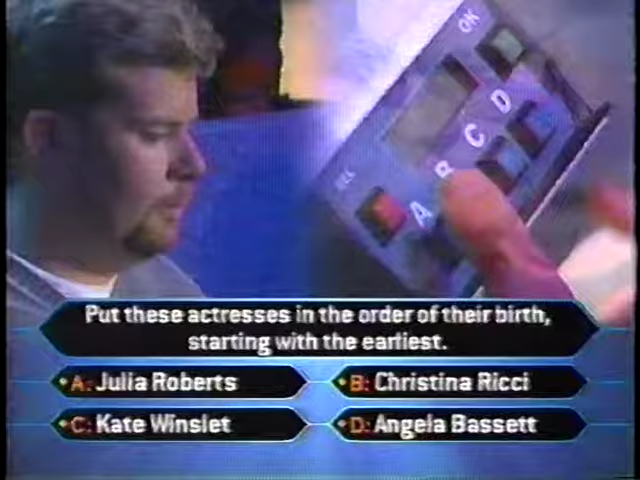 OK
D
C
B
A
DEL
Put these actresses in the order of their birth,
starting with the earliest.
A: Julia Roberts
B: Christina Ricci
C: Kate Winslet
D: Angela Bassett